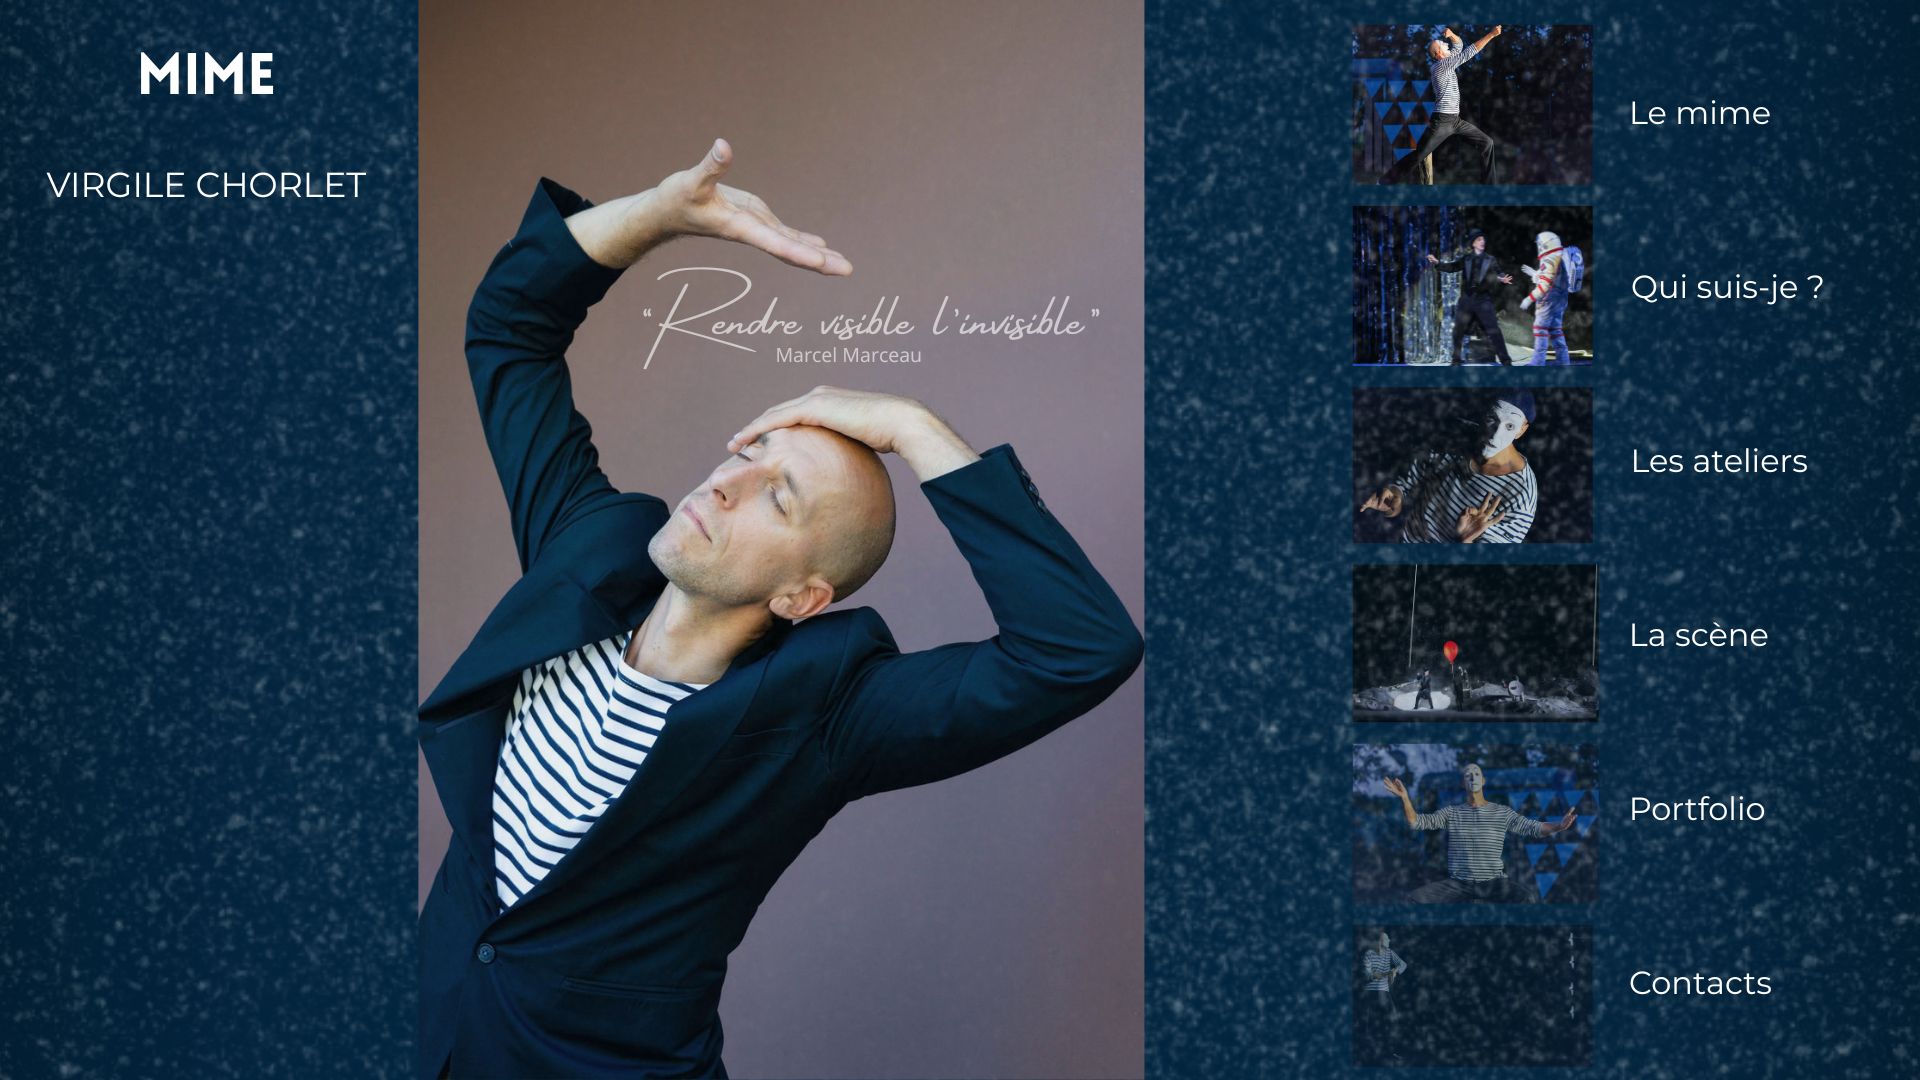 MIME
VIRGILE CHORLET
“Rendre visible l'invisible”
Marcel Marceau
Le mime
Qui suis-je ?
Les ateliers
La scène
Portfolio
Contacts